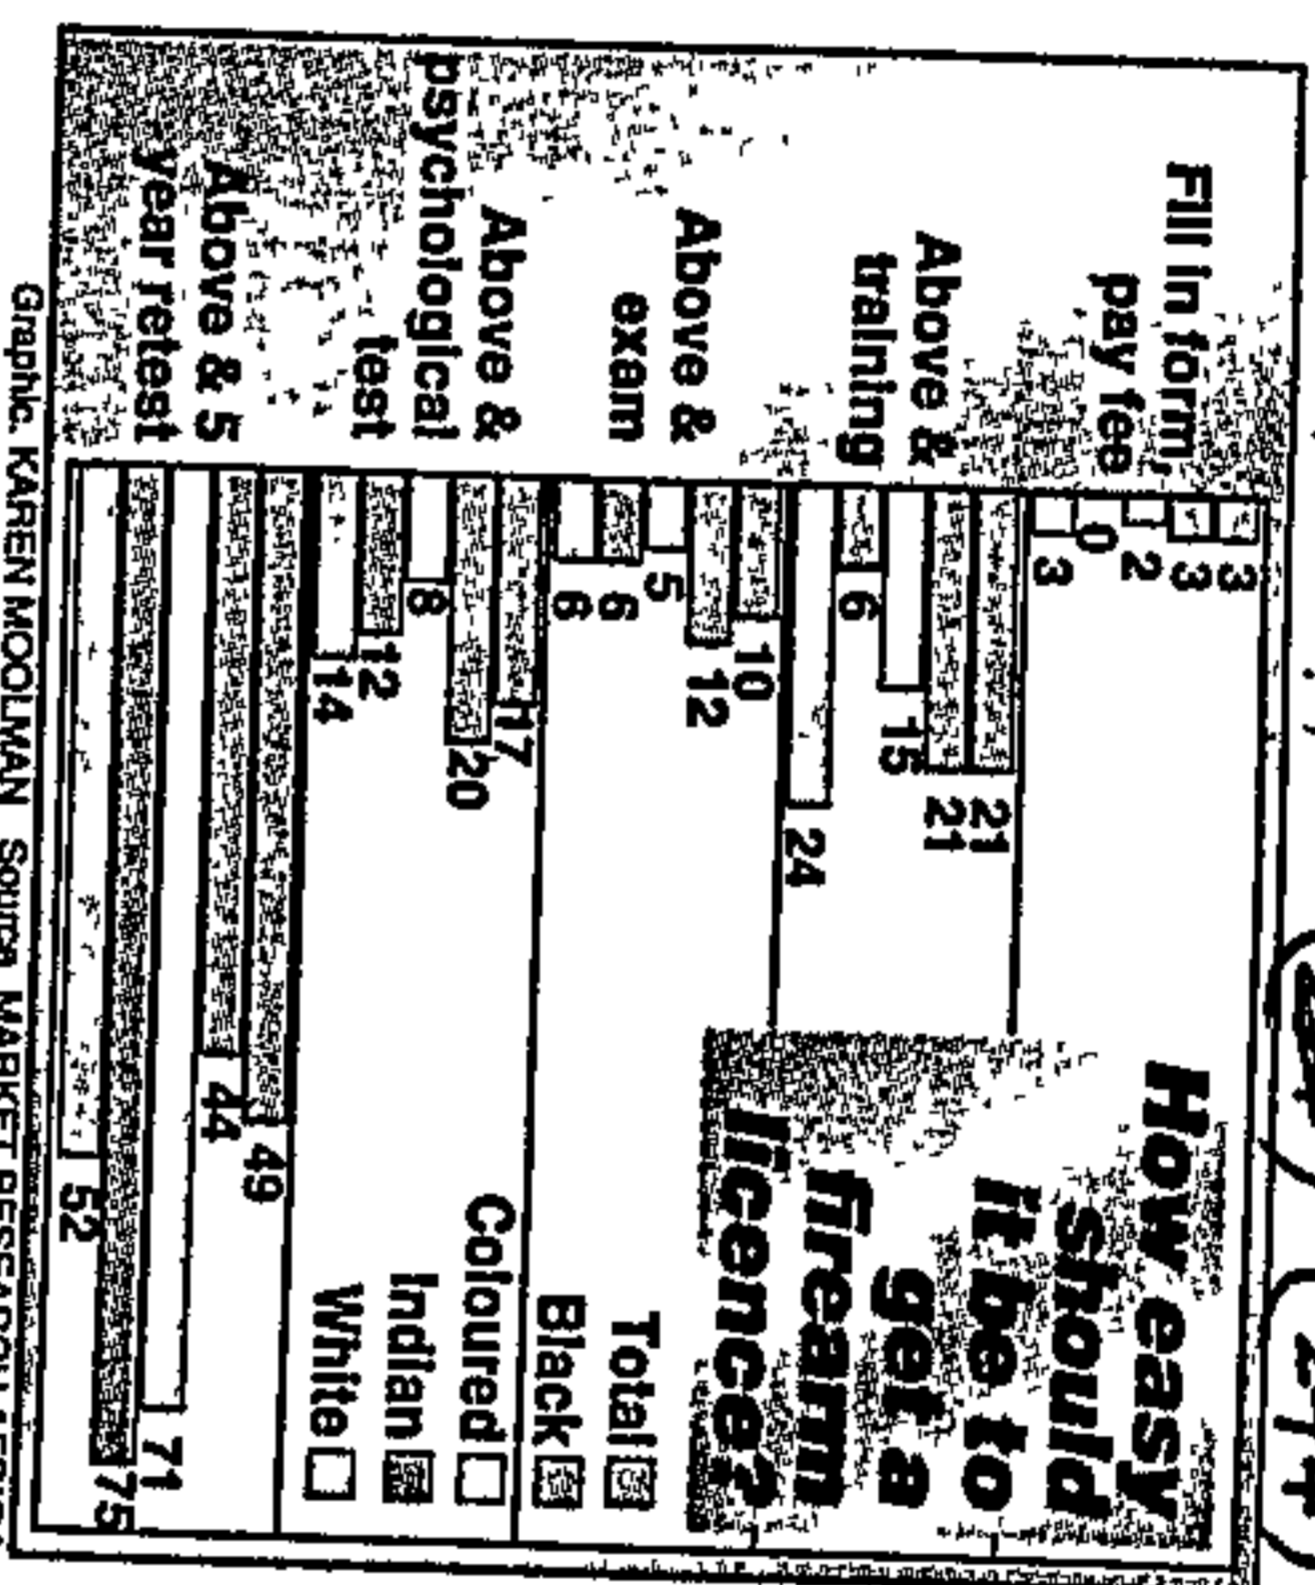 How easy
should
it be to
get a
firearm
licence?
Fill in form,
pay fee
3
3
2
0
3
Above &
training
21
21
15
6
24
Above &
exam
10
12
5
6
6
Above &
psychological
test
17
20
8
12
14
Above & 5
year retest
49
44
71
75
52
Total
Black
Coloured
Indian
White
Graphic: KAREN MOOLMAN Source MARKET RESEARCH